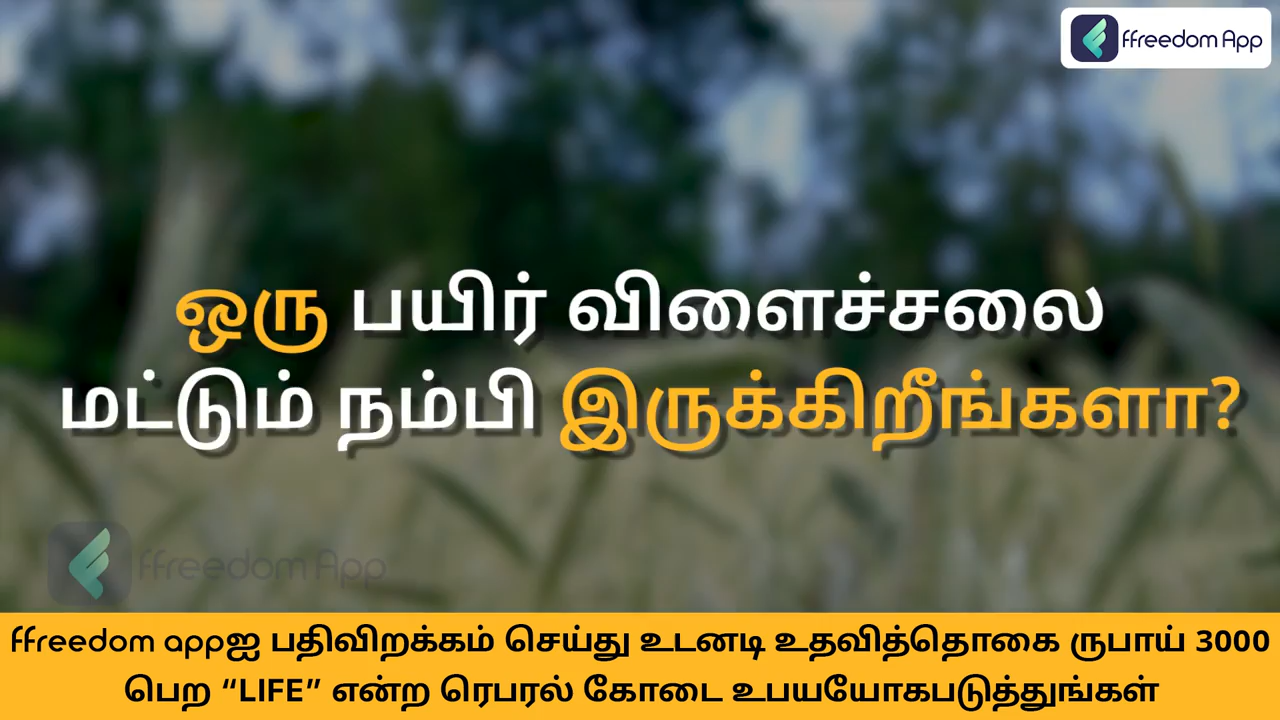 ffreedom App
ஒரு பயிர் விளைச்சலை
மட்டும் நம்பி இருக்கிறீங்களா?
ffreedom App
ffreedom appஐ பதிவிறக்கம் செய்து உடனடி உதவித்தொகை ருபாய் 3000
பெற “LIFE” என்ற ரெபரல் கோடை உபயயோகபடுத்துங்கள்